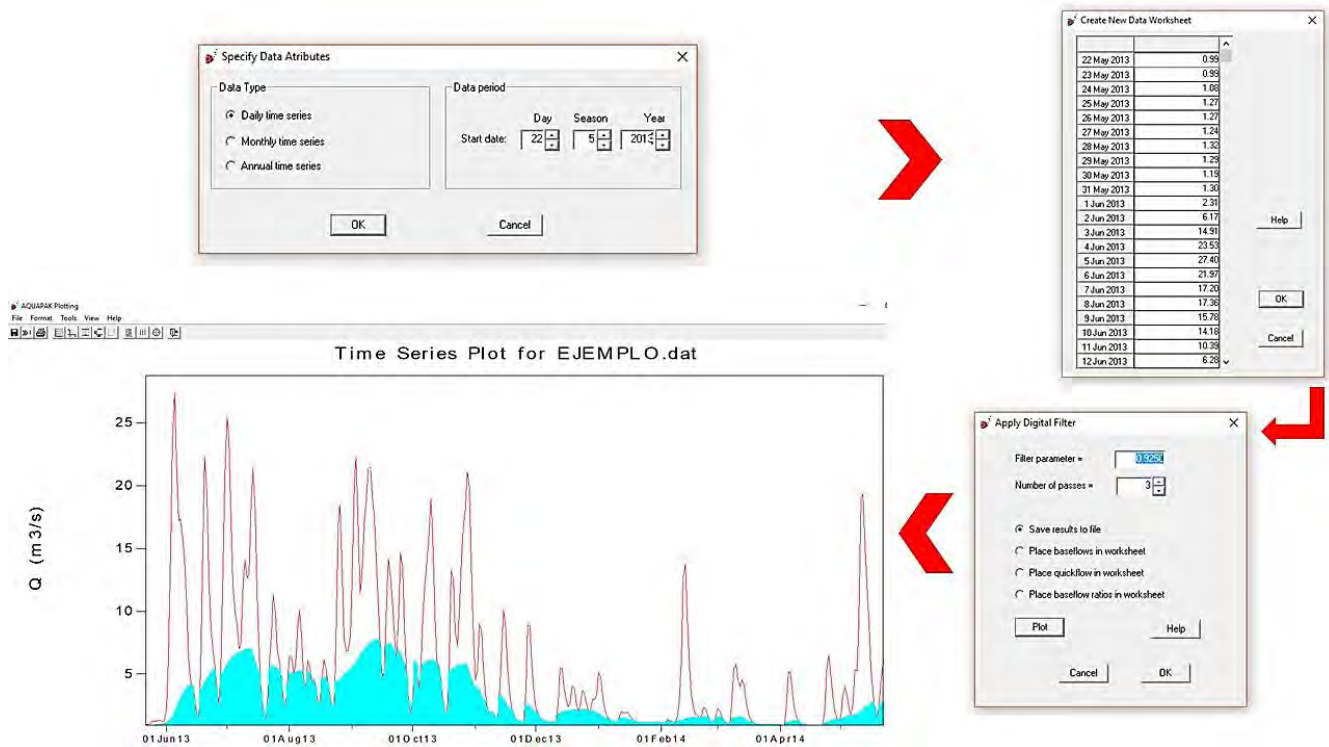 Specify Data Atributes
Data Type
Daily time series
Monthly time series
Annual time series
Data period
Day Season Year
Start date: 22 5 2013
OK Cancel
Create New Data Worksheet
22 May 2013 0.99
23 May 2013 0.99
24 May 2013 1.08
25 May 2013 1.27
26 May 2013 1.27
27 May 2013 1.24
28 May 2013 1.32
29 May 2013 1.29
30 May 2013 1.19
31 May 2013 1.30
1 Jun 2013 2.31
2 Jun 2013 6.17
3 Jun 2013 14.91
4 Jun 2013 23.53
5 Jun 2013 27.40
6 Jun 2013 21.97
7 Jun 2013 17.20
8 Jun 2013 17.36
9 Jun 2013 15.78
10 Jun 2013 14.18
11 Jun 2013 10.39
12 Jun 2013 6.28
Help
OK
Cancel
AQUAPAK Plotting
File Format Tools View Help
Time Series Plot for EJEMPLO.dat
Q (m3/s)
25
20
15
10
5
01Jun13 01Aug13 01Oct13 01Dec13 01Feb14 01Apr14
Apply Digital Filter
Filter parameter = 0.9250
Number of passes = 3
Save results to file
Place baseflows in worksheet
Place quickflow in worksheet
Place baseflow ratios in worksheet
Plot Help
Cancel OK